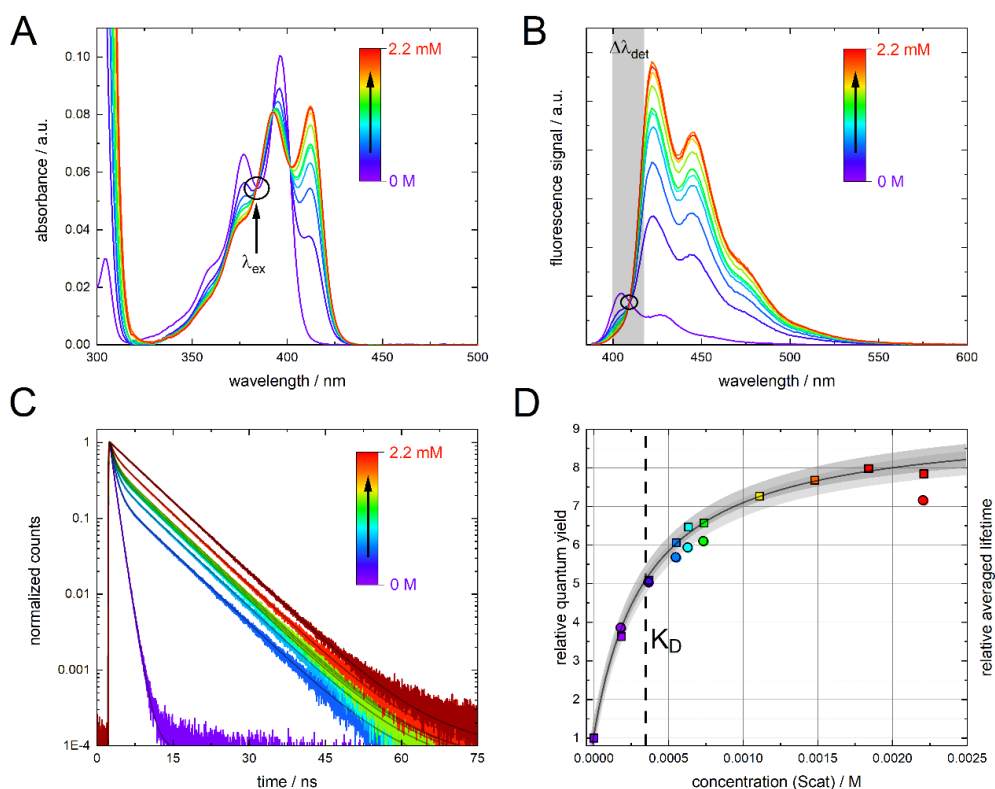 A
absorbance / a.u.
0.10
0.08
0.06
0.04
0.02
0.00
300
350
400
450
500
wavelength / nm
2.2 mM
0 M
λex
B
fluorescence signal / a.u.
Δλdet
2.2 mM
0 M
400
450
500
550
600
wavelength / nm
C
normalized counts
1
0.1
0.01
0.001
1E-4
0
15
30
45
60
75
time / ns
2.2 mM
0 M
D
relative quantum yield
9
8
7
6
5
4
3
2
1
KD
0.0000
0.0005
0.0010
0.0015
0.0020
0.0025
concentration (Scat) / M
relative averaged lifetime